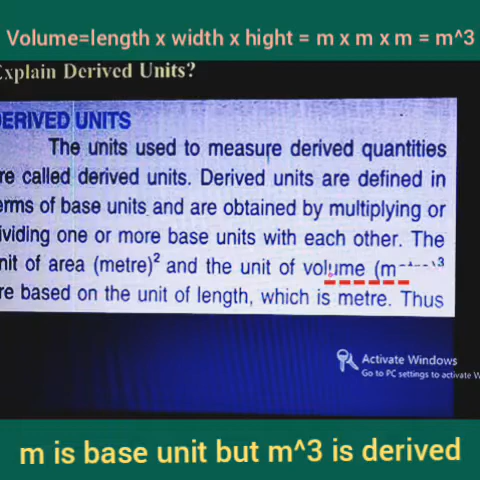 Volume=length x width x hight = m x m x m = m^3
xplain Derived Units?
ERIVED UNITS
The units used to measure derived quantities
re called derived units. Derived units are defined in
erms of base units and are obtained by multiplying or
ividing one or more base units with each other. The
nit of area (metre)² and the unit of volume (m
re based on the unit of length, which is metre. Thus
Activate Windows
Go to PC settings to activate W
m is base unit but m^3 is derived